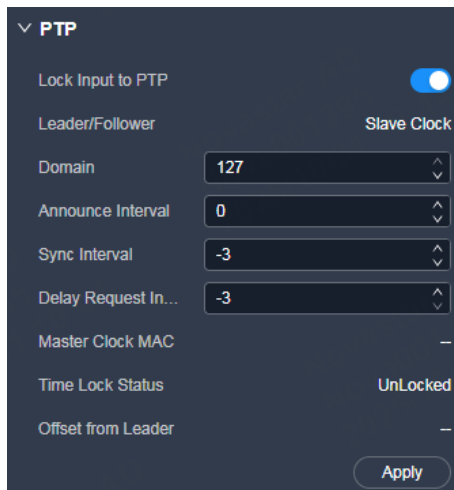 PTP
Lock Input to PTP
Leader/Follower Slave Clock
Domain 127
Announce Interval 0
Sync Interval -3
Delay Request In... -3
Master Clock MAC --
Time Lock Status UnLocked
Offset from Leader --
Apply